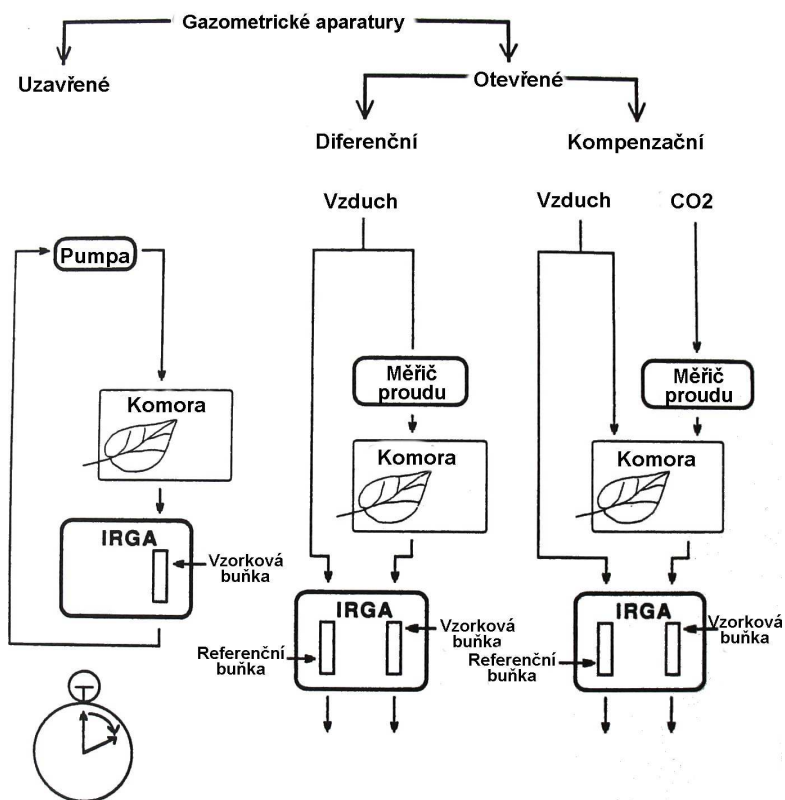 Gazometrické aparatury
Uzavřené
Otevřené
Diferenční
Kompenzační
Vzduch
Vzduch
CO2
Pumpa
Komora
IRGA
Vzorková
buňka
Měřič
proudu
Komora
IRGA
Vzorková
buňka
Referenční
buňka
Měřič
proudu
Komora
IRGA
Vzorková
buňka
Referenční
buňka